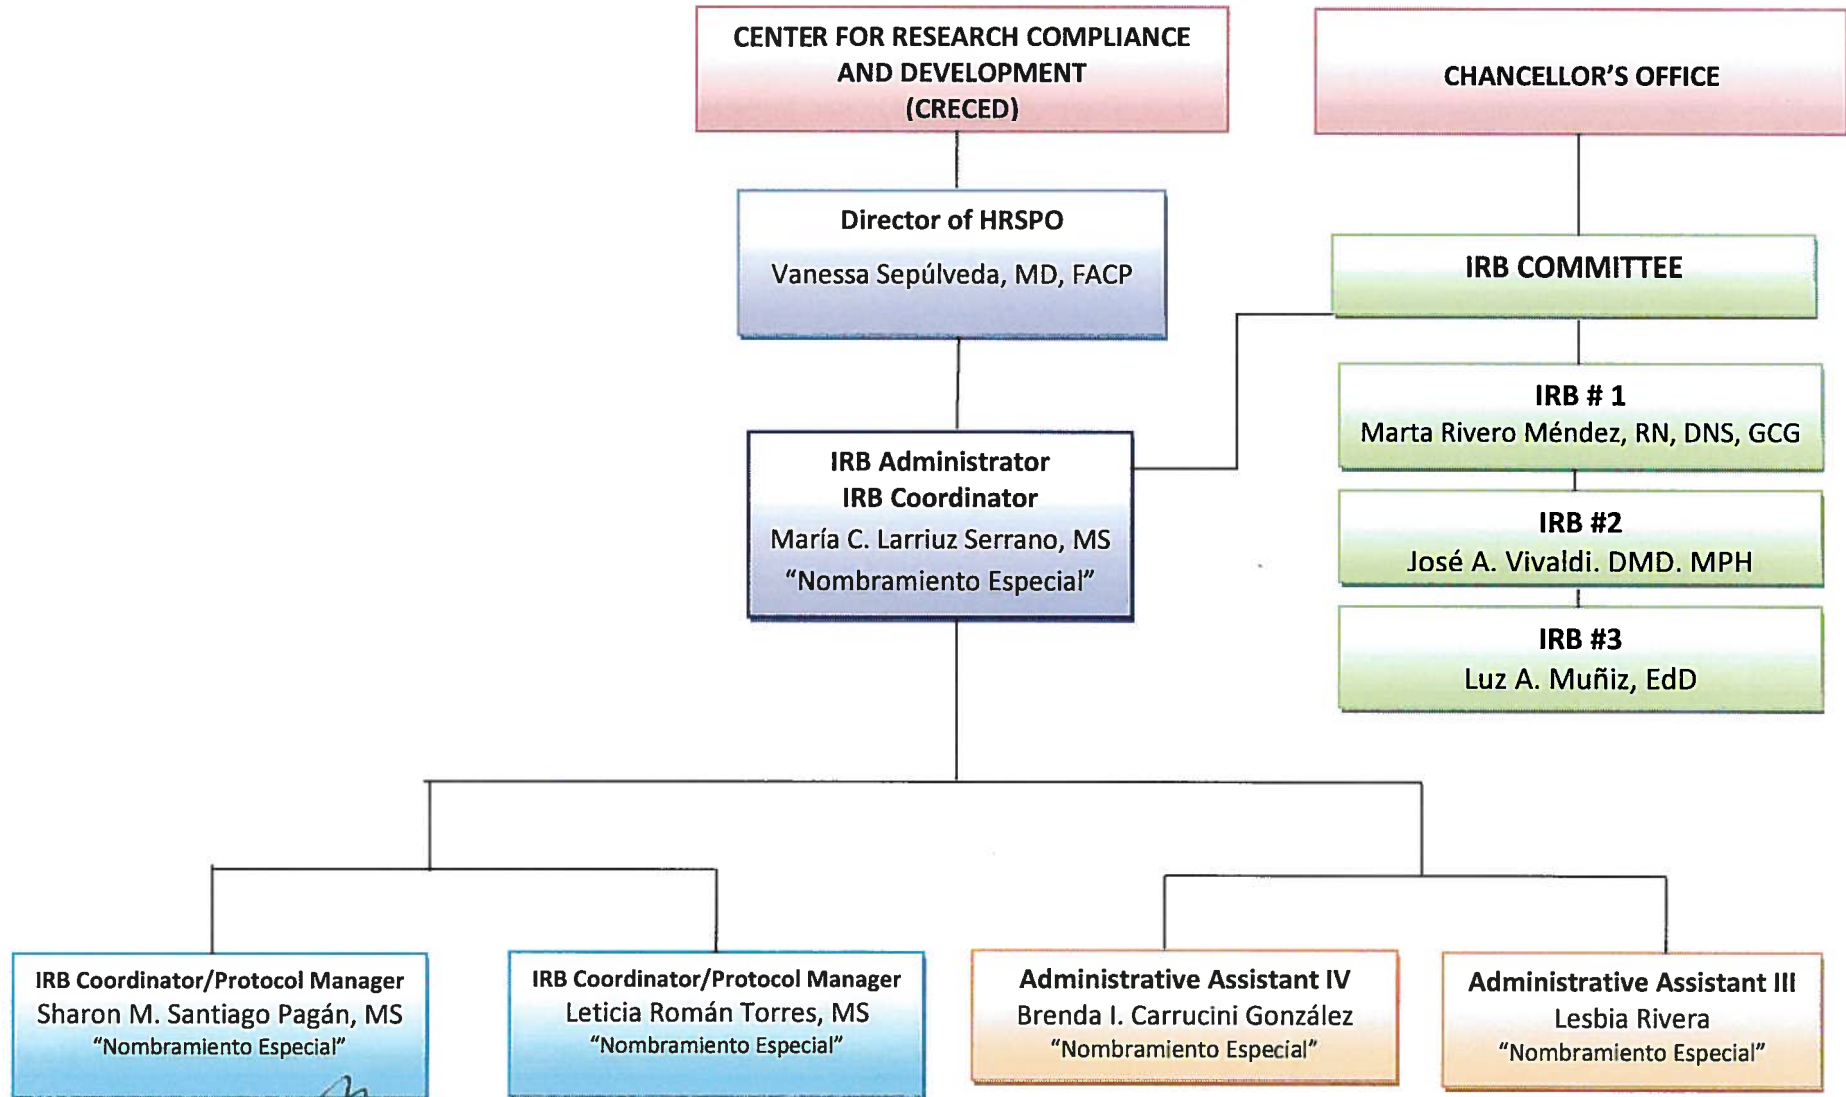 CENTER FOR RESEARCH COMPLIANCE
AND DEVELOPMENT
(CRECED)
CHANCELLOR'S OFFICE
Director of HRSPO
Vanessa Sepúlveda, MD, FACP
IRB COMMITTEE
IRB # 1
Marta Rivero Méndez, RN, DNS, GCG
IRB Administrator
IRB Coordinator
María C. Larriuz Serrano, MS
“Nombramiento Especial”
IRB #2
José A. Vivaldi. DMD. MPH
IRB #3
Luz A. Muñiz, EdD
IRB Coordinator/Protocol Manager
Sharon M. Santiago Pagán, MS
“Nombramiento Especial”
IRB Coordinator/Protocol Manager
Leticia Román Torres, MS
“Nombramiento Especial”
Administrative Assistant IV
Brenda I. Carrucini González
“Nombramiento Especial”
Administrative Assistant III
Lesbia Rivera
“Nombramiento Especial”